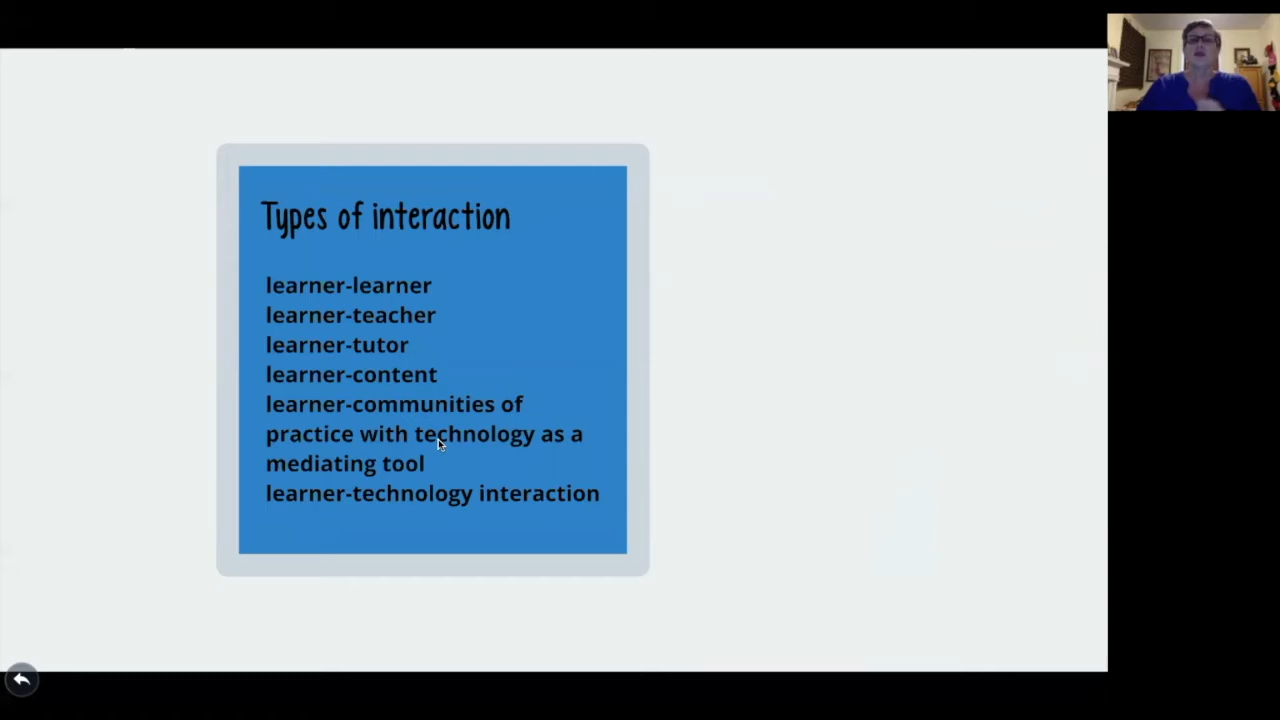 Types of interaction
learner-learner
learner-teacher
learner-tutor
learner-content
learner-communities of
practice with technology as a
mediating tool
learner-technology interaction